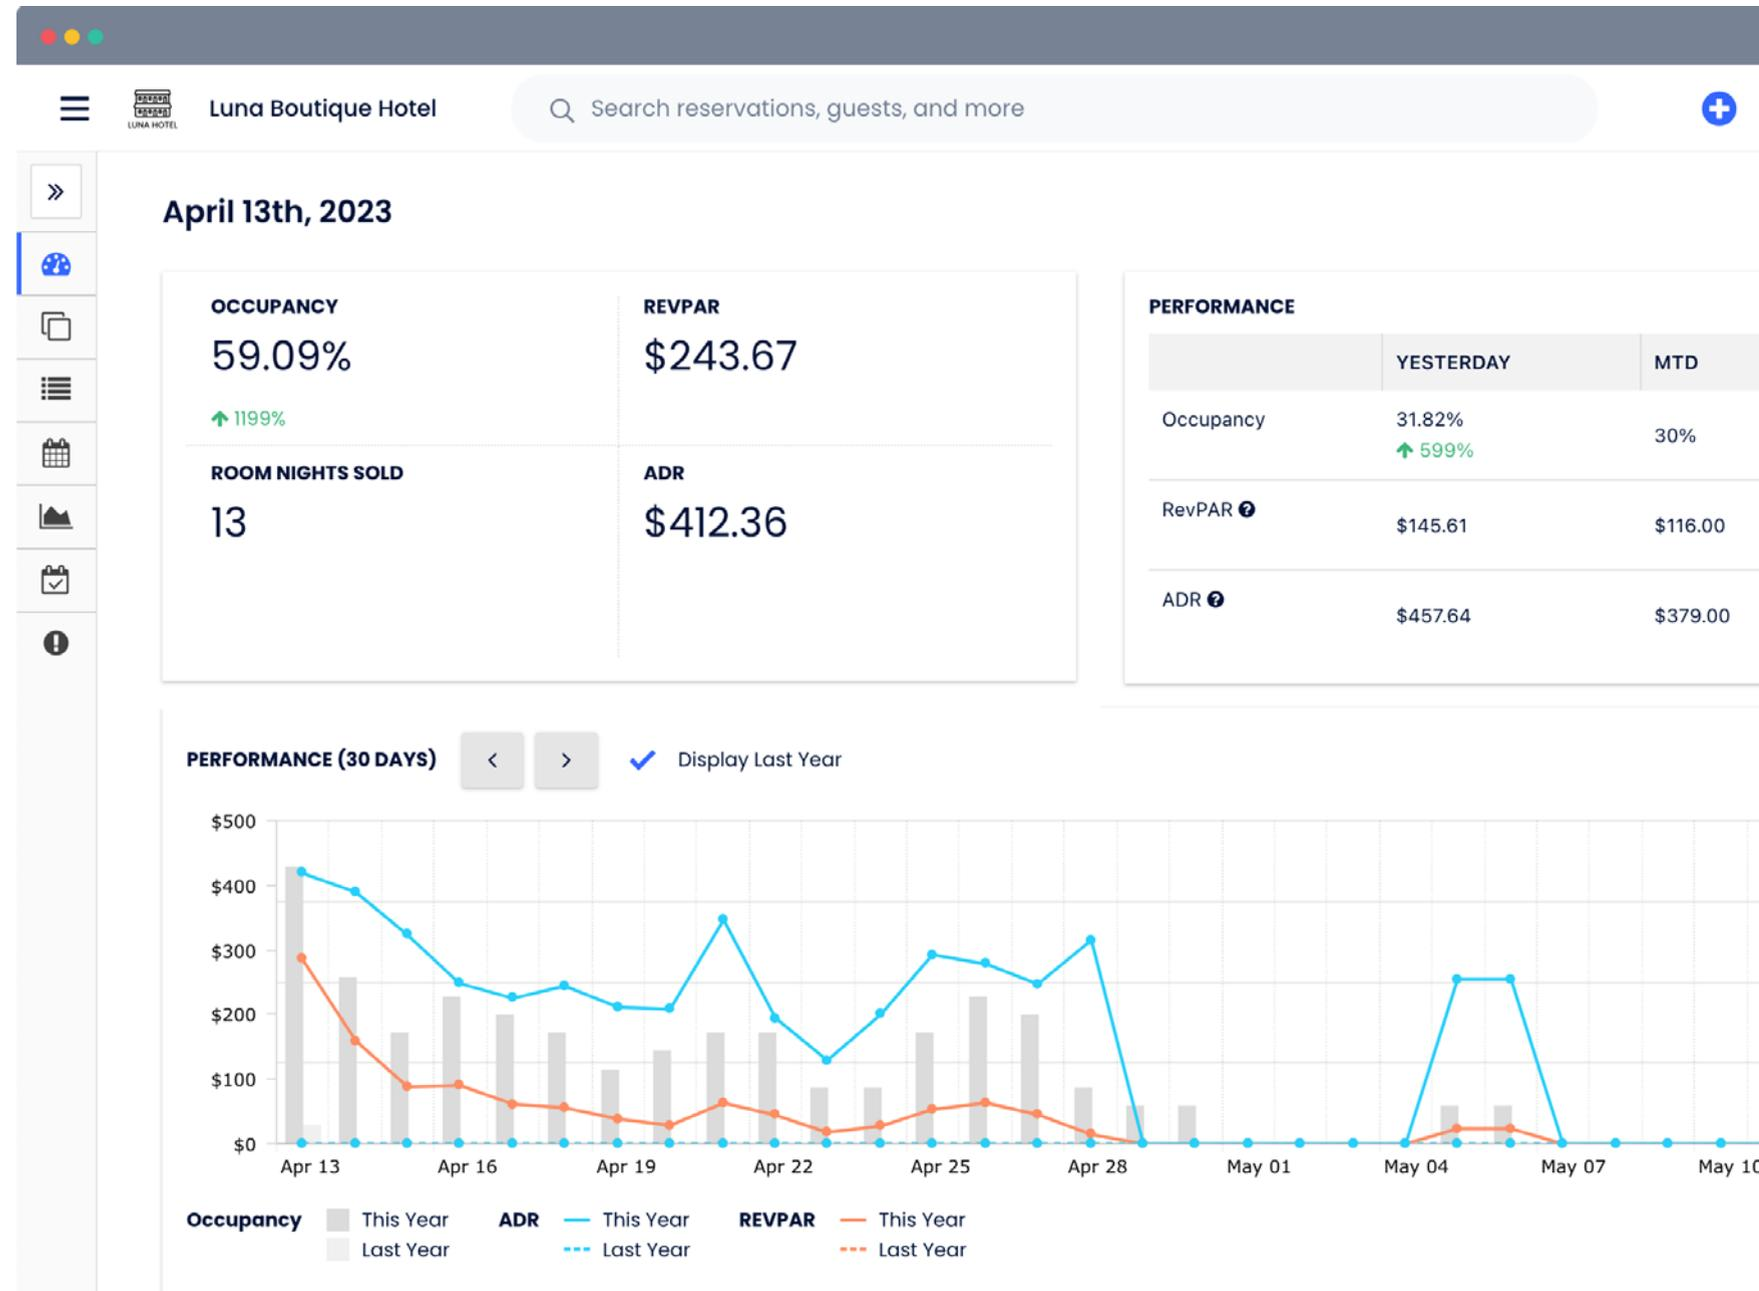 LUNA HOTEL
Luna Boutique Hotel
Search reservations, guests, and more
April 13th, 2023
OCCUPANCY
59.09%
1199%
REVPAR
$243.67
ROOM NIGHTS SOLD
13
ADR
$412.36
PERFORMANCE
YESTERDAY MTD
Occupancy 31.82% 30%
599%
RevPAR $145.61 $116.00
ADR $457.64 $379.00
PERFORMANCE (30 DAYS) Display Last Year
$500
$400
$300
$200
$100
$0
Apr 13 Apr 16 Apr 19 Apr 22 Apr 25 Apr 28 May 01 May 04 May 07 May 10
Occupancy This Year ADR This Year REVPAR This Year
Last Year Last Year Last Year